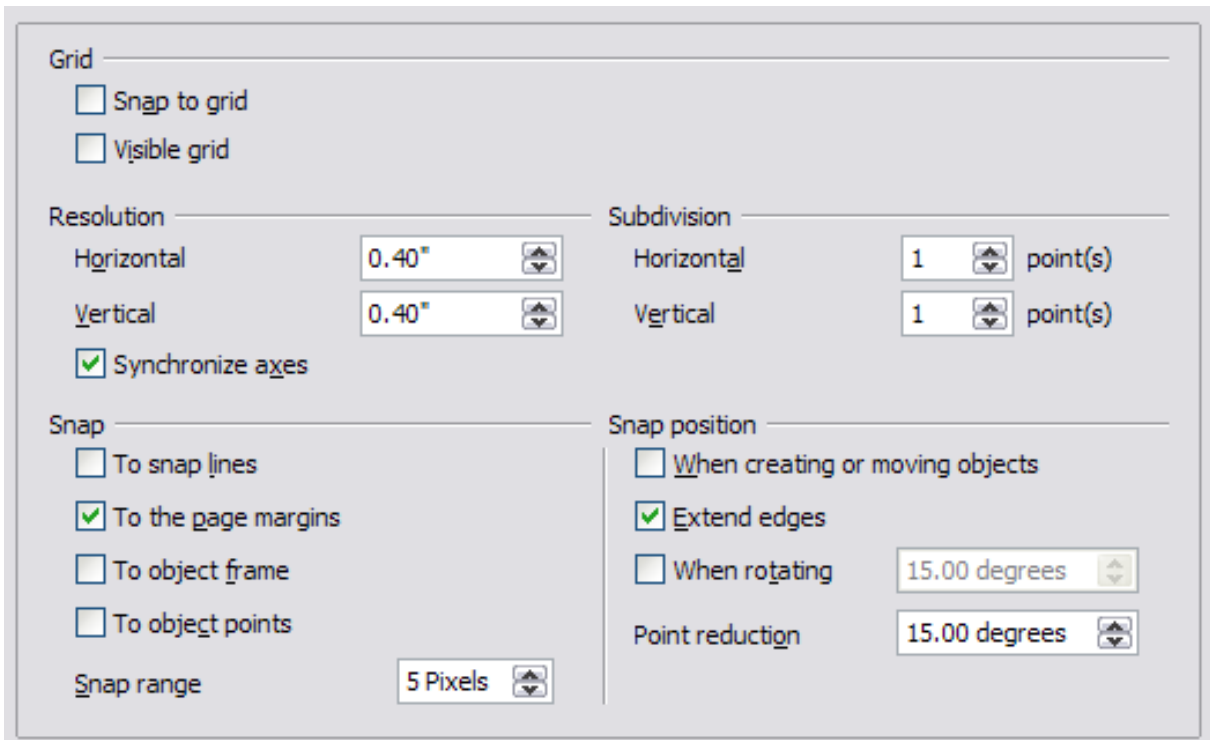 Grid
Snap to grid
Visible grid
Resolution
Horizontal 0.40"
Vertical 0.40"
Synchronize axes
Subdivision
Horizontal 1 point(s)
Vertical 1 point(s)
Snap
To snap lines
To the page margins
To object frame
To object points
Snap range 5 Pixels
Snap position
When creating or moving objects
Extend edges
When rotating 15.00 degrees
Point reduction 15.00 degrees